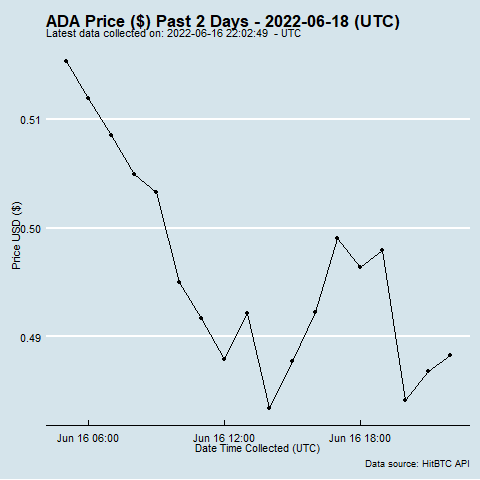 ADA Price ($) Past 2 Days - 2022-06-18 (UTC)
Latest data collected on: 2022-06-16 22:02:49  - UTC
0.51
0.50
0.49
Price USD ($)
Jun 16 06:00
Jun 16 12:00
Jun 16 18:00
Date Time Collected (UTC)
Data source: HitBTC API